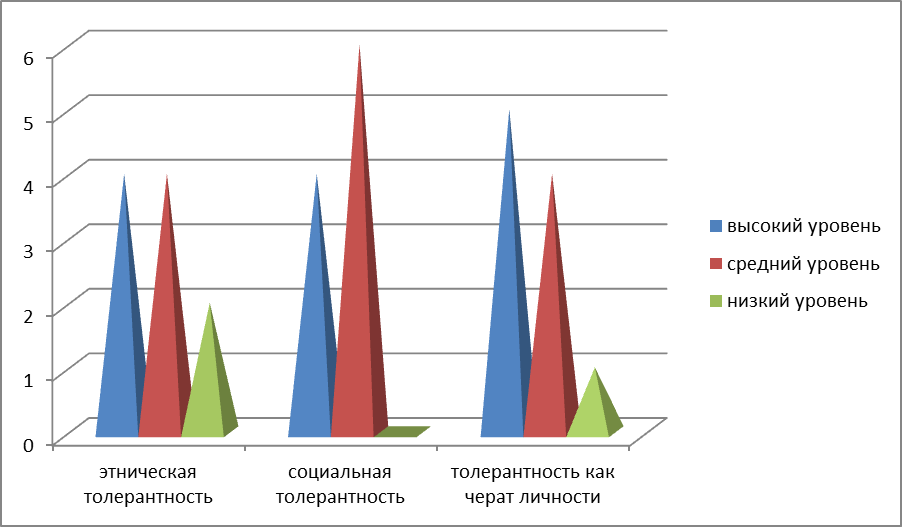 6
5
4
3
2
1
0
этническая
толерантность
социальная
толерантность
толерантность как
черат личности
высокий уровень
средний уровень
низкий уровень